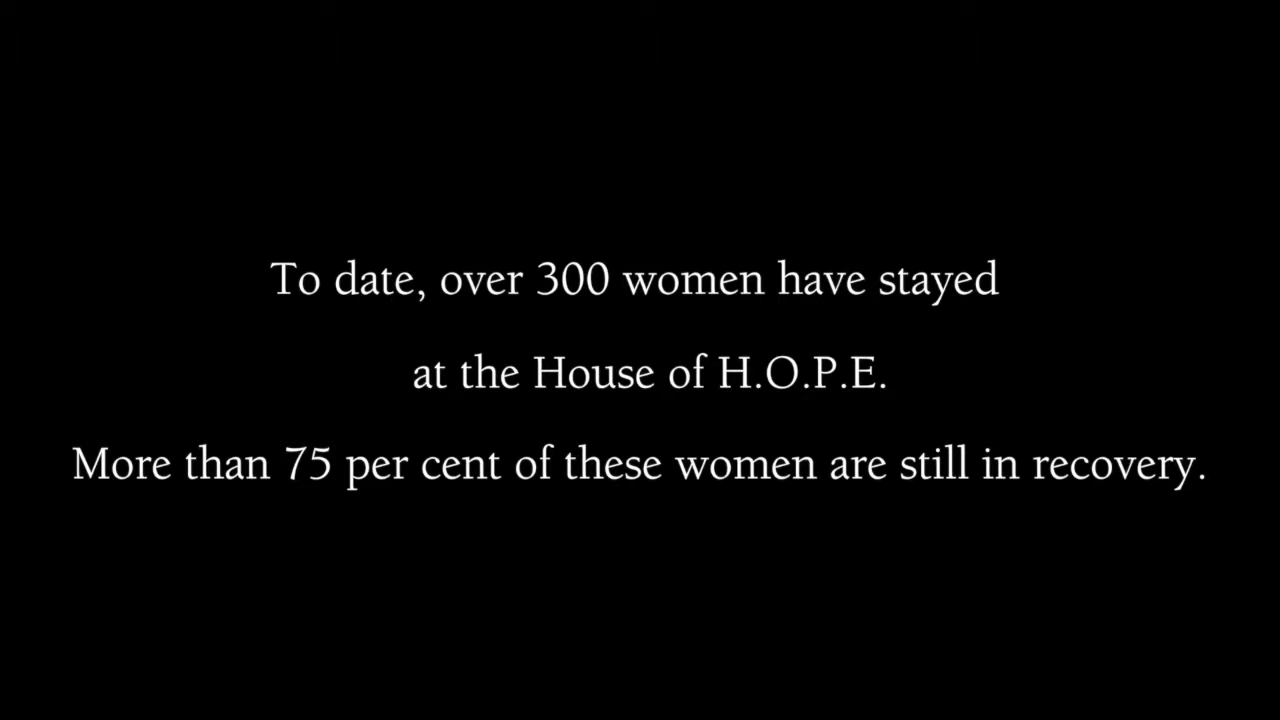 To date, over 300 women have stayed
at the House of H.O.P.E.
More than 75 per cent of these women are still in recovery.